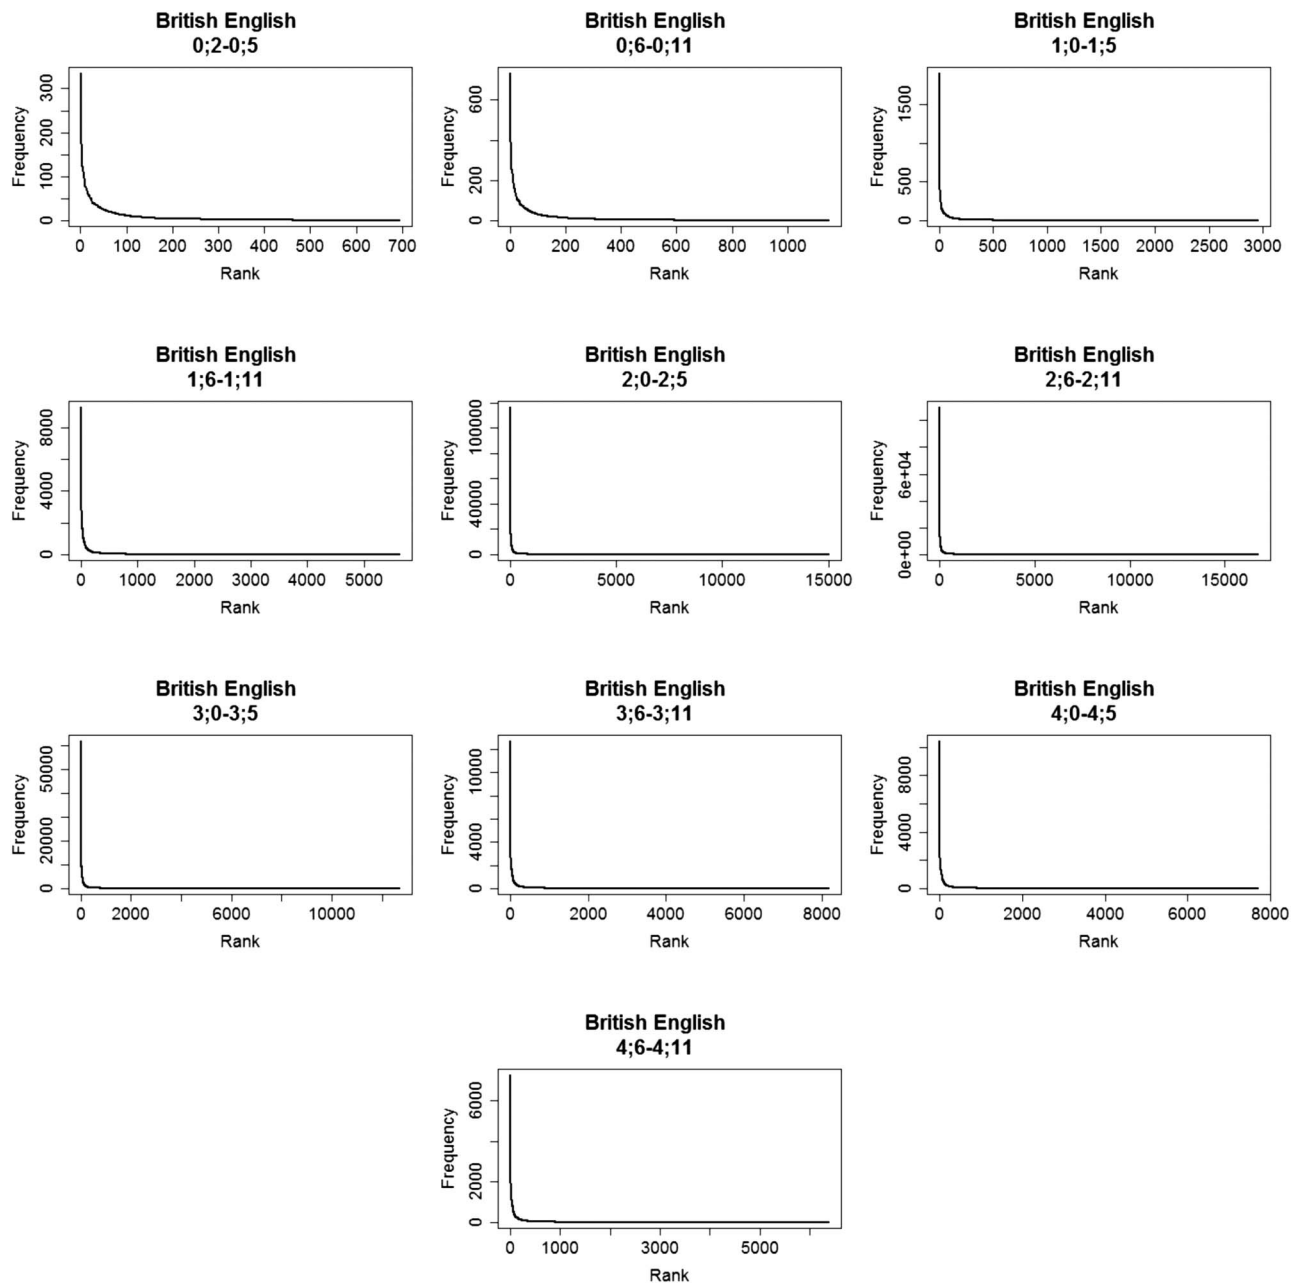 British English
0;2-0;5
Frequency
0 100 200 300
0 100 200 300 400 500 600 700
Rank
British English
0;6-0;11
Frequency
0 200 600
0 200 400 600 800 1000
Rank
British English
1;0-1;5
Frequency
0 500 1500
0 500 1000 1500 2000 2500 3000
Rank
British English
1;6-1;11
Frequency
0 4000 8000
0 1000 2000 3000 4000 5000
Rank
British English
2;0-2;5
Frequency
0 40000 100000
0 5000 10000 15000
Rank
British English
2;6-2;11
Frequency
0e+00 6e+04
0 5000 10000 15000
Rank
British English
3;0-3;5
Frequency
0 20000 50000
0 2000 6000 10000
Rank
British English
3;6-3;11
Frequency
0 4000 10000
0 2000 4000 6000 8000
Rank
British English
4;0-4;5
Frequency
0 4000 8000
0 2000 4000 6000 8000
Rank
British English
4;6-4;11
Frequency
0 2000 6000
0 1000 3000 5000
Rank